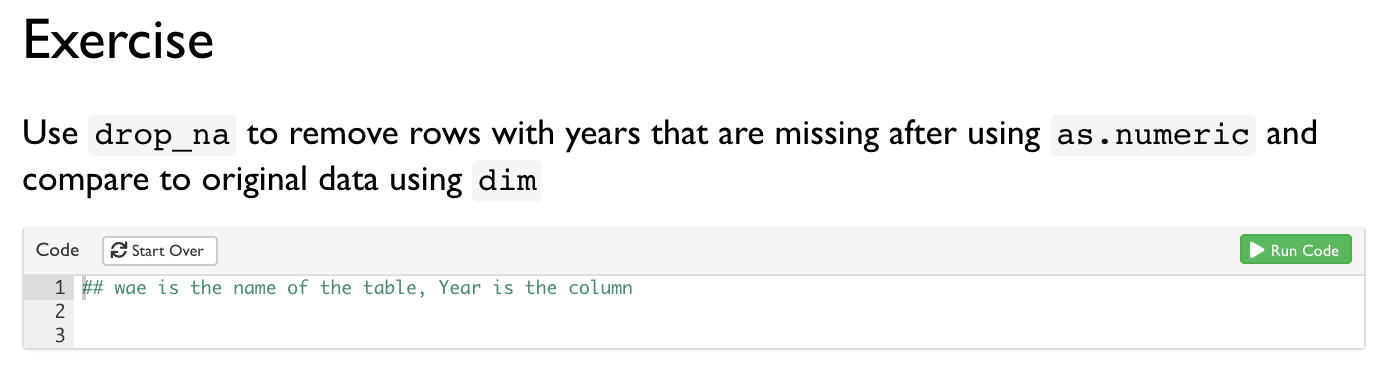 Exercise
Use drop_na to remove rows with years that are missing after using as.numeric and
compare to original data using dim
Code Start Over Run Code
1 ## wae is the name of the table, Year is the column
2
3